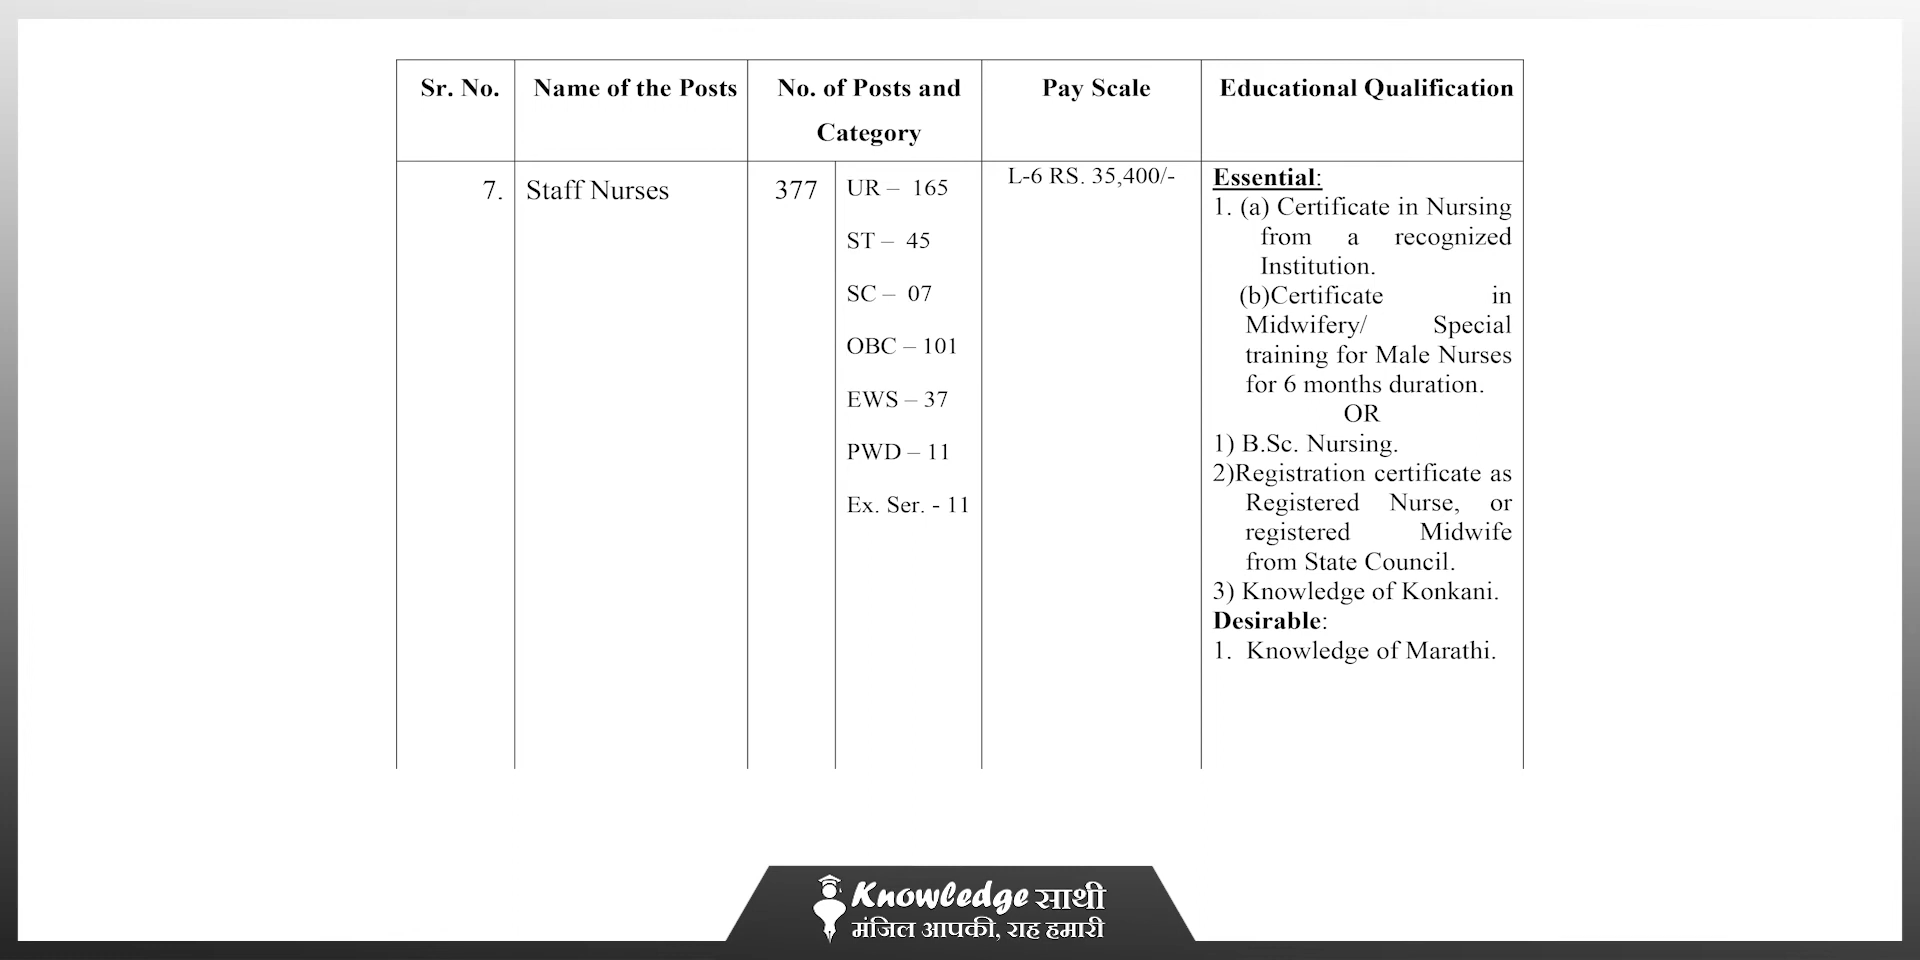 Sr. No.
Name of the Posts
No. of Posts and
Category
Pay Scale
Educational Qualification
7.
Staff Nurses
377
UR – 165
ST – 45
SC – 07
OBC – 101
EWS – 37
PWD – 11
Ex. Ser. - 11
L-6 RS. 35,400/-
Essential:
1. (a) Certificate in Nursing
from a recognized
Institution.
(b)Certificate in
Midwifery/ Special
training for Male Nurses
for 6 months duration.
OR
1) B.Sc. Nursing.
2)Registration certificate as
Registered Nurse, or
registered Midwife
from State Council.
3) Knowledge of Konkani.
Desirable:
1. Knowledge of Marathi.
Knowledge साथी
मंजिल आपकी, राह हमारी